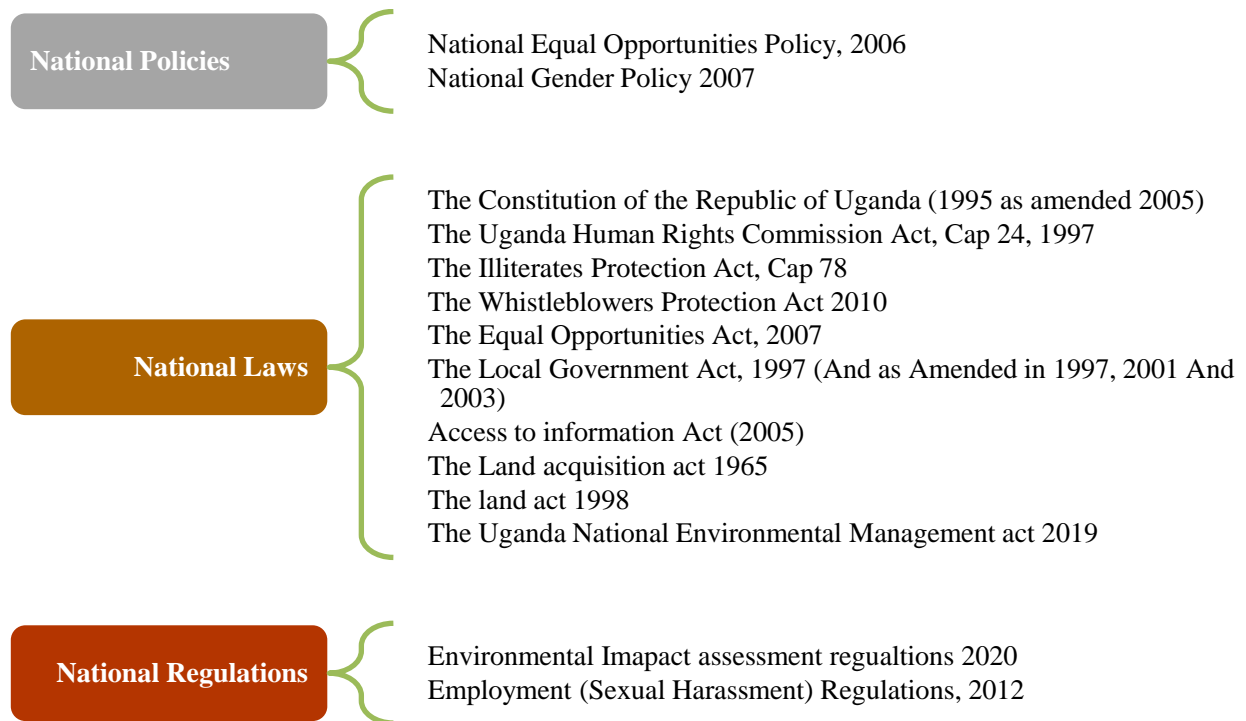 National Policies
National Equal Opportunities Policy, 2006
National Gender Policy 2007
National Laws
The Constitution of the Republic of Uganda (1995 as amended 2005)
The Uganda Human Rights Commission Act, Cap 24, 1997
The Illiterates Protection Act, Cap 78
The Whistleblowers Protection Act 2010
The Equal Opportunities Act, 2007
The Local Government Act, 1997 (And as Amended in 1997, 2001 And
2003)
Access to information Act (2005)
The Land acquisition act 1965
The land act 1998
The Uganda National Environmental Management act 2019
National Regulations
Environmental Imapact assessment regualtions 2020
Employment (Sexual Harassment) Regulations, 2012